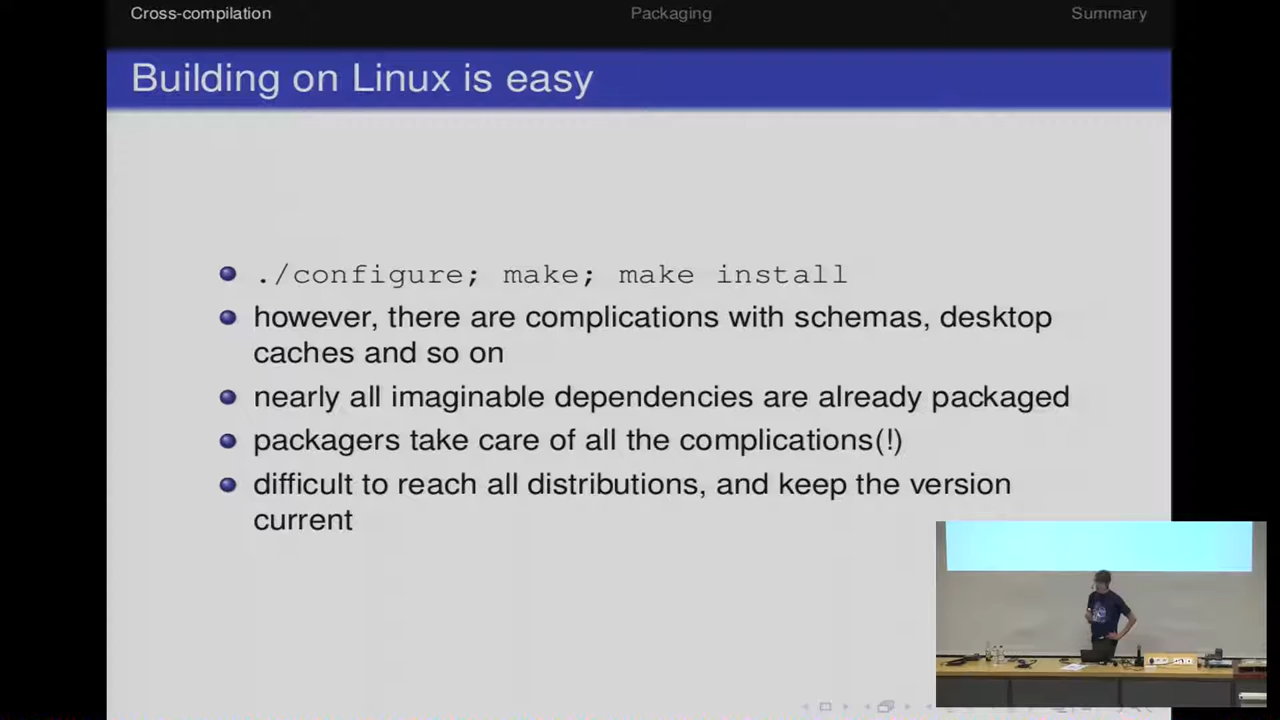 Cross-compilation Packaging Summary
Building on Linux is easy
./configure; make; make install
however, there are complications with schemas, desktop
caches and so on
nearly all imaginable dependencies are already packaged
packagers take care of all the complications(!)
difficult to reach all distributions, and keep the version
current